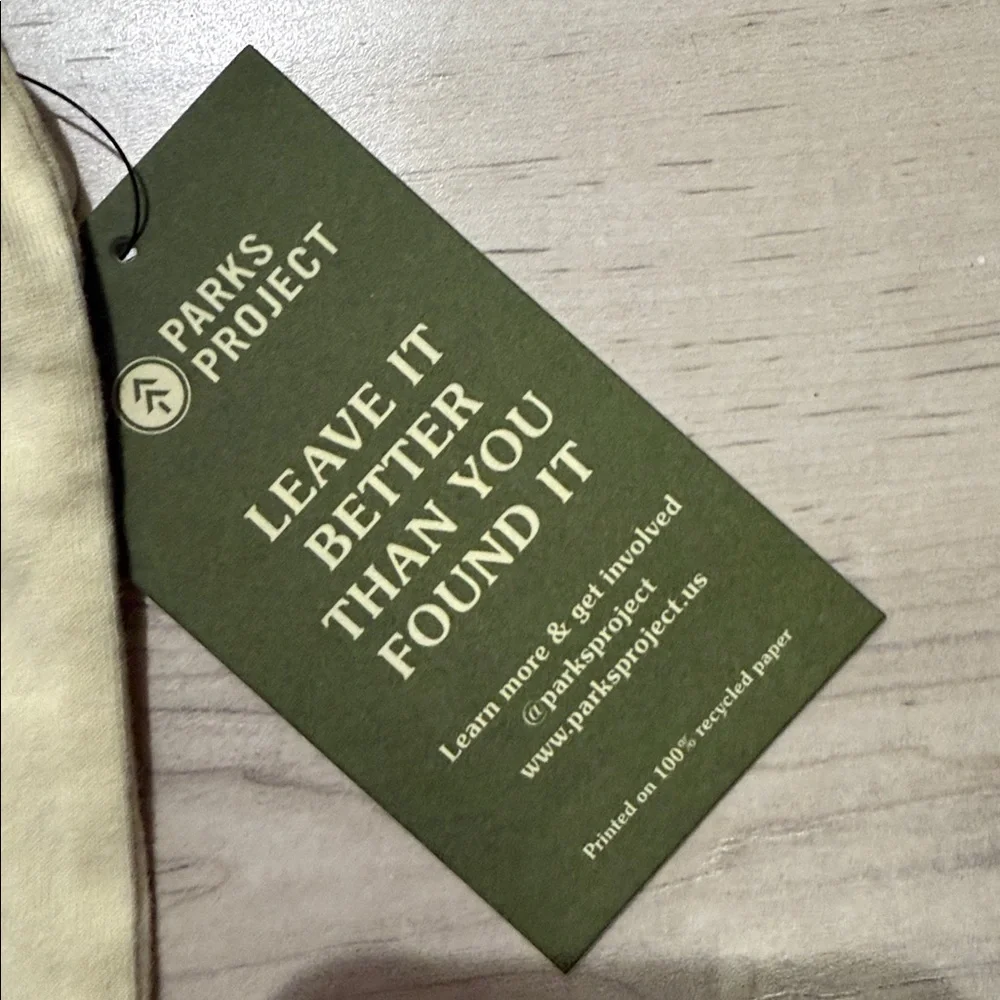 PARKS
PROJECT
LEAVE IT
BETTER
THAN YOU
FOUND IT
Learn more & get involved
@parksproject
www.parksproject.us
Printed on 100% recycled paper